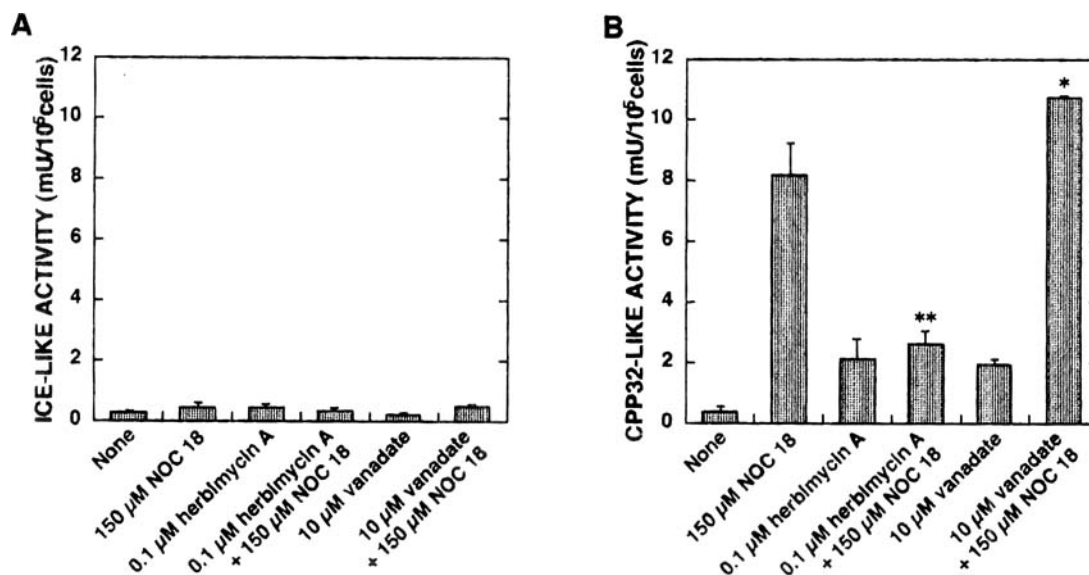 A
ICE-LIKE ACTIVITY (mU/10⁶cells)
12
10
8
6
4
2
0
None
150 µM NOC 18
0.1 µM herbimycin A
0.1 µM herbimycin A
+ 150 µM NOC 18
10 µM vanadate
10 µM vanadate
+ 150 µM NOC 18
B
CPP32-LIKE ACTIVITY (mU/10⁶cells)
12
10
8
6
4
2
0
**
*
None
150 µM NOC 18
0.1 µM herbimycin A
0.1 µM herbimycin A
+ 150 µM NOC 18
10 µM vanadate
10 µM vanadate
+ 150 µM NOC 18